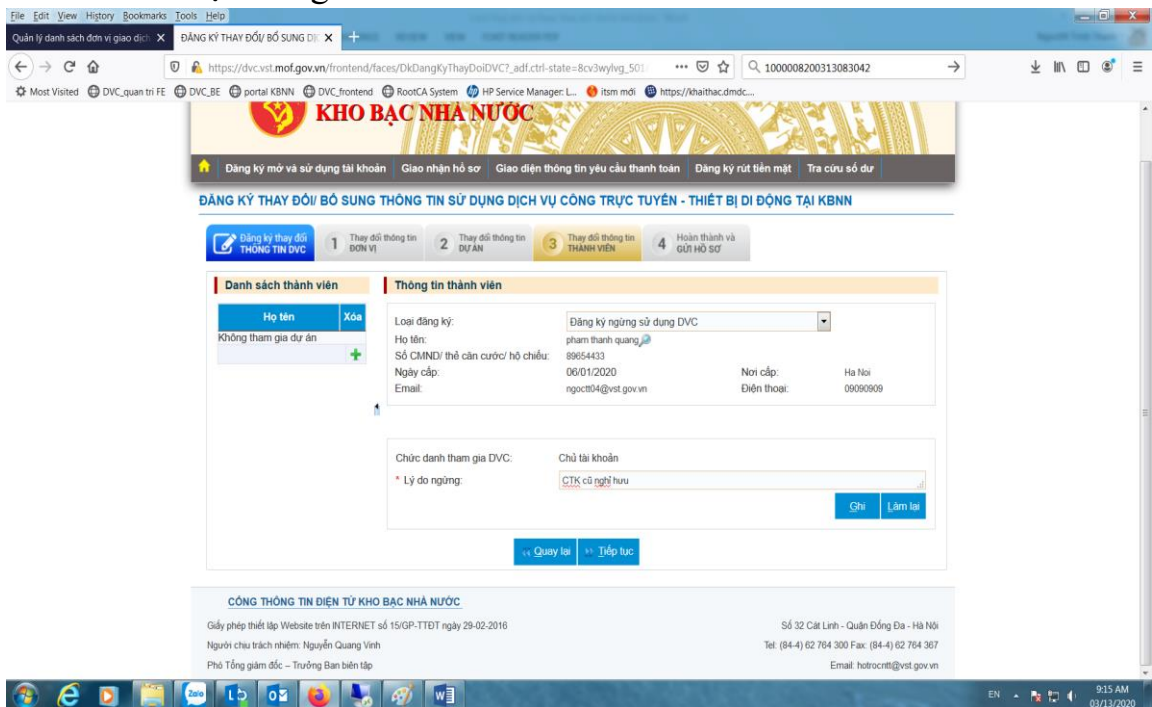 File Edit View History Bookmarks Tools Help
Quản lý danh sách đơn vị giao dịch
ĐĂNG KÝ THAY ĐỔI/ BỔ SUNG
https://dvc.vst.mof.gov.vn/frontend/faces/DkDangKyThayDoiDVC?_adf.ctrl-state=8cv3wylvg_501
1000008200313083042
Most Visited DVC_quan tri FE DVC_BE portal KBNN DVC_frontend RootCA System HP Service Manager: L... itsm mới https://khaithac.dmdc....
KHO BẠC NHÀ NƯỚC
Đăng ký mở và sử dụng tài khoản Giao nhận hồ sơ Giao diện thông tin yêu cầu thanh toán Đăng ký rút tiền mặt Tra cứu số dư
ĐĂNG KÝ THAY ĐỔI/ BỔ SUNG THÔNG TIN SỬ DỤNG DỊCH VỤ CÔNG TRỰC TUYẾN - THIẾT BỊ DI ĐỘNG TẠI KBNN
Đăng ký thay đổi THÔNG TIN DVC
1 Thay đổi thông tin ĐƠN VỊ
2 Thay đổi thông tin DỰ ÁN
3 Thay đổi thông tin THÀNH VIÊN
4 Hoàn thành và GỬI HỒ SƠ
Danh sách thành viên
Họ tên Xóa
Không tham gia dự án
Thông tin thành viên
Loại đăng ký: Đăng ký ngừng sử dụng DVC
Họ tên: pham thanh quang
Số CMND/ thẻ căn cước/ hộ chiếu: 89654433
Ngày cấp: 06/01/2020 Nơi cấp: Ha Noi
Email: ngoctt04@vst.gov.vn Điện thoại: 09090909
Chức danh tham gia DVC: Chủ tài khoản
* Lý do ngừng: CTK cũ nghỉ hưu
Ghi Làm lại
Quay lại Tiếp tục
CỔNG THÔNG TIN ĐIỆN TỬ KHO BẠC NHÀ NƯỚC
Giấy phép thiết lập Website trên INTERNET số 15/GP-TTĐT ngày 29-02-2016
Số 32 Cát Linh - Quận Đống Đa - Hà Nội
Người chịu trách nhiệm: Nguyễn Quang Vinh
Tel: (84-4) 62 764 300 Fax: (84-4) 62 764 367
Phó Tổng giám đốc – Trưởng Ban biên tập
Email: hotrocntt@vst.gov.vn
Zalo
EN
9:15 AM
03/13/2020